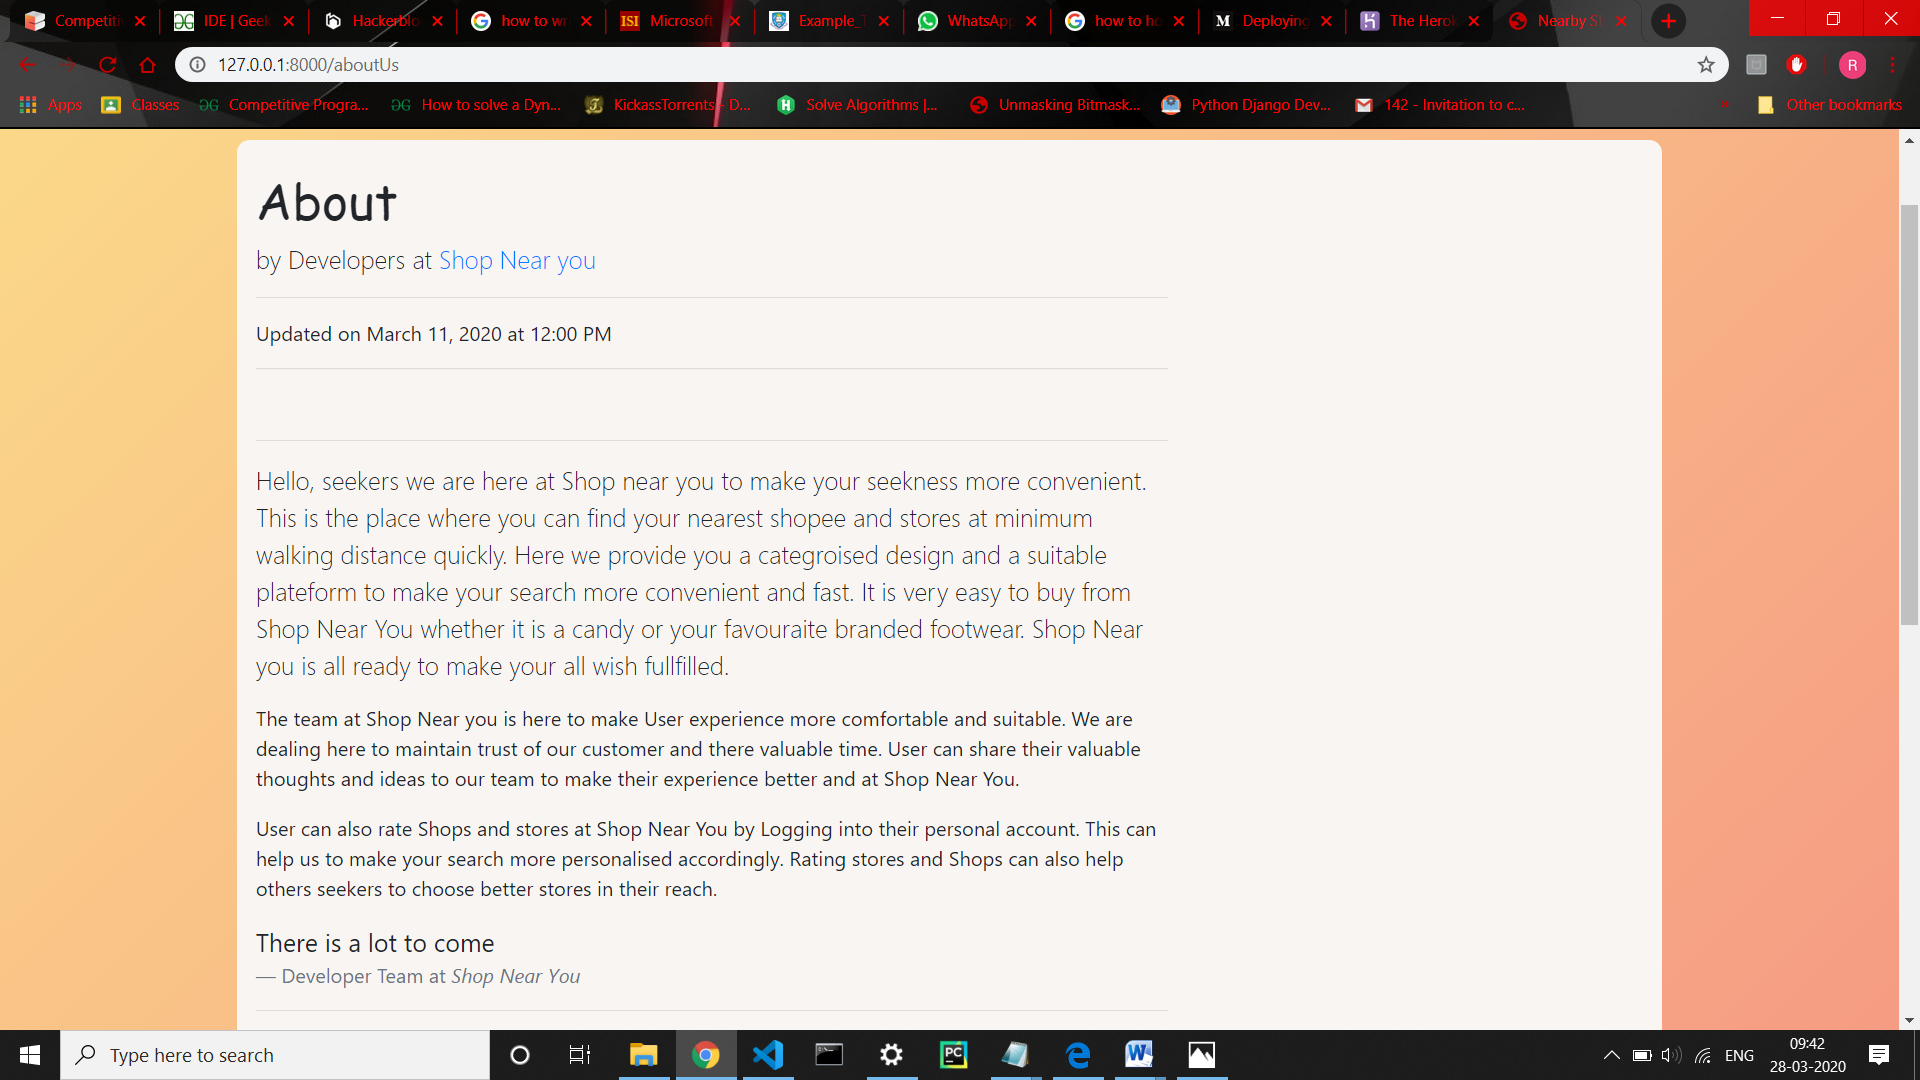 Competiti
IDE | Geek
Hackerblo
how to wr
Microsoft
Example_T
WhatsApp
how to ho
Deploying
The Herok
Nearby S
127.0.0.1:8000/aboutUs
R
Apps
Classes
Competitive Progra...
How to solve a Dyn...
KickassTorrents - D...
Solve Algorithms |...
Unmasking Bitmask...
Python Django Dev...
142 - Invitation to c...
Other bookmarks
About
by Developers at Shop Near you
Updated on March 11, 2020 at 12:00 PM
Hello, seekers we are here at Shop near you to make your seekness more convenient.
This is the place where you can find your nearest shopee and stores at minimum
walking distance quickly. Here we provide you a categroised design and a suitable
plateform to make your search more convenient and fast. It is very easy to buy from
Shop Near You whether it is a candy or your favouraite branded footwear. Shop Near
you is all ready to make your all wish fullfilled.
The team at Shop Near you is here to make User experience more comfortable and suitable. We are
dealing here to maintain trust of our customer and there valuable time. User can share their valuable
thoughts and ideas to our team to make their experience better and at Shop Near You.
User can also rate Shops and stores at Shop Near You by Logging into their personal account. This can
help us to make your search more personalised accordingly. Rating stores and Shops can also help
others seekers to choose better stores in their reach.
There is a lot to come
— Developer Team at Shop Near You
Type here to search
ENG
09:42
28-03-2020